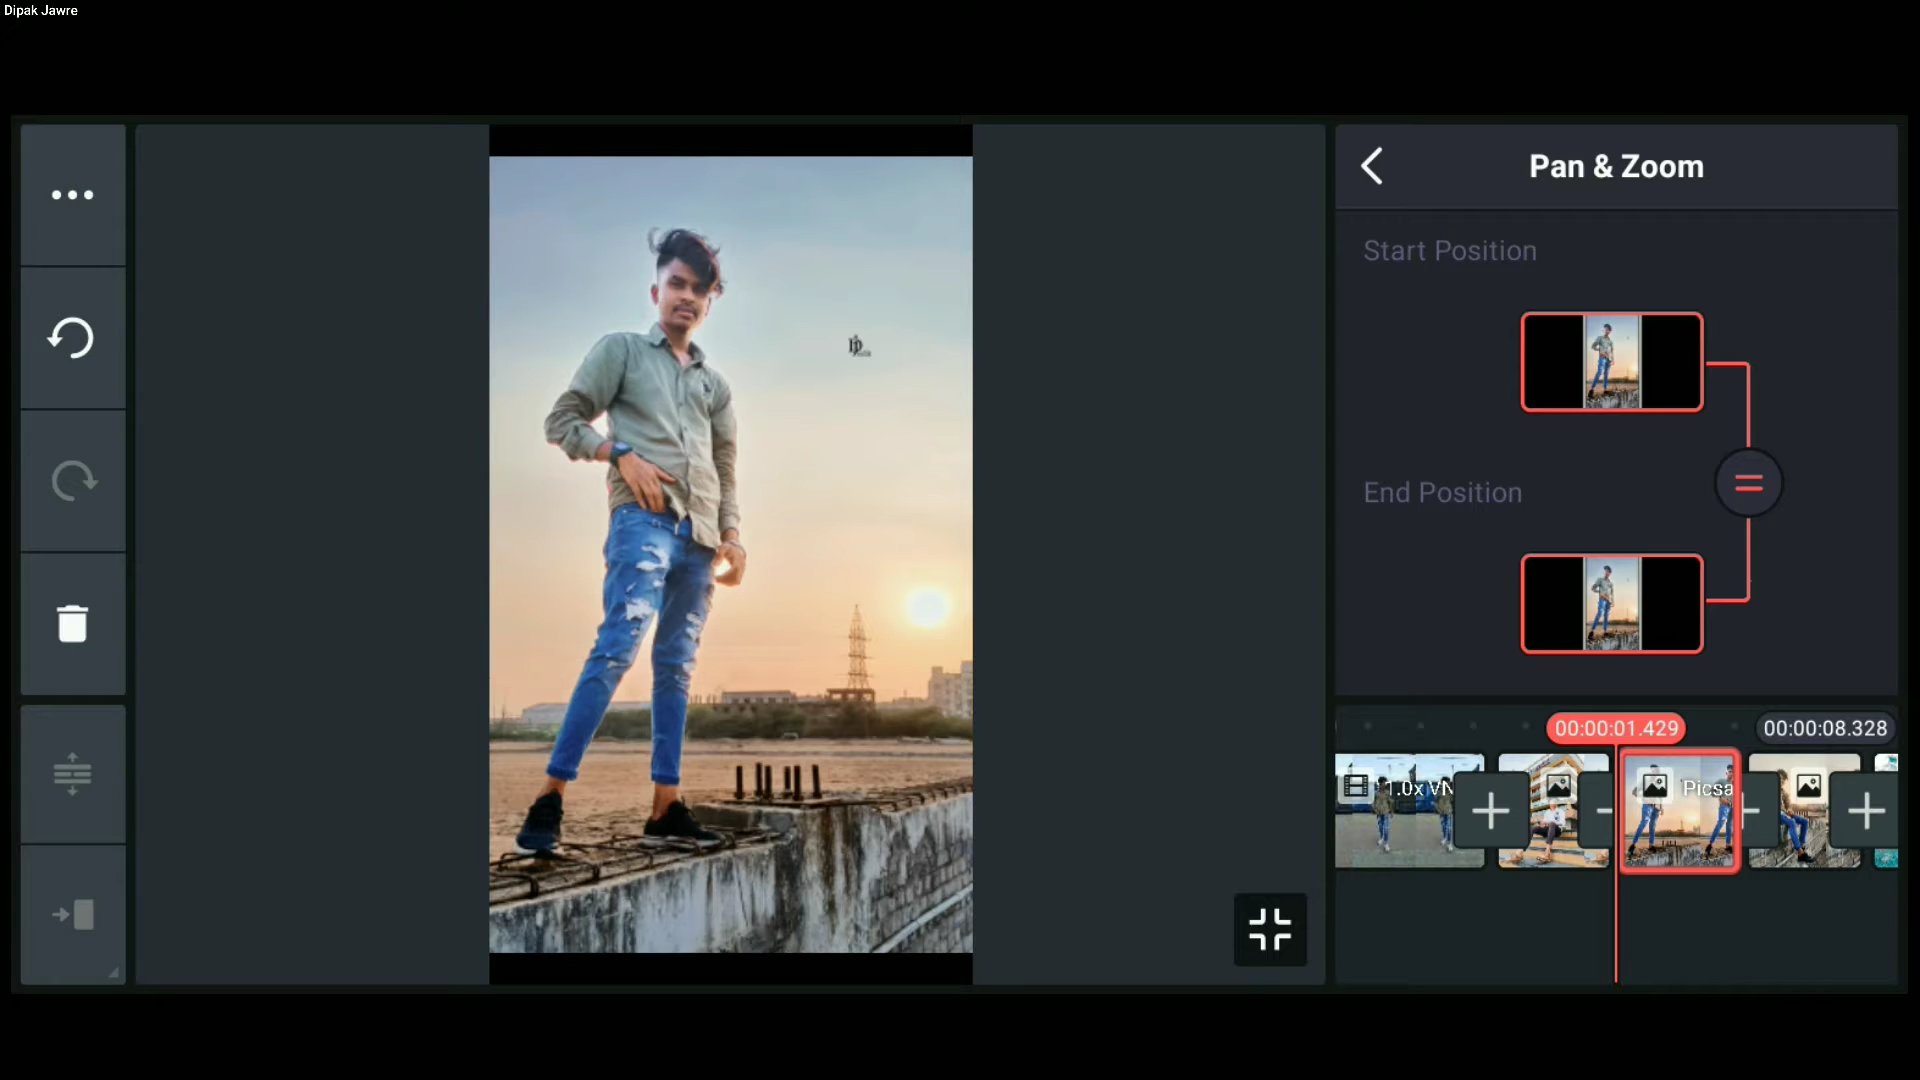 Dipak Jawre
Pan & Zoom
Start Position
End Position
00:00:01.429
00:00:08.328
1.0x VN
Picsa